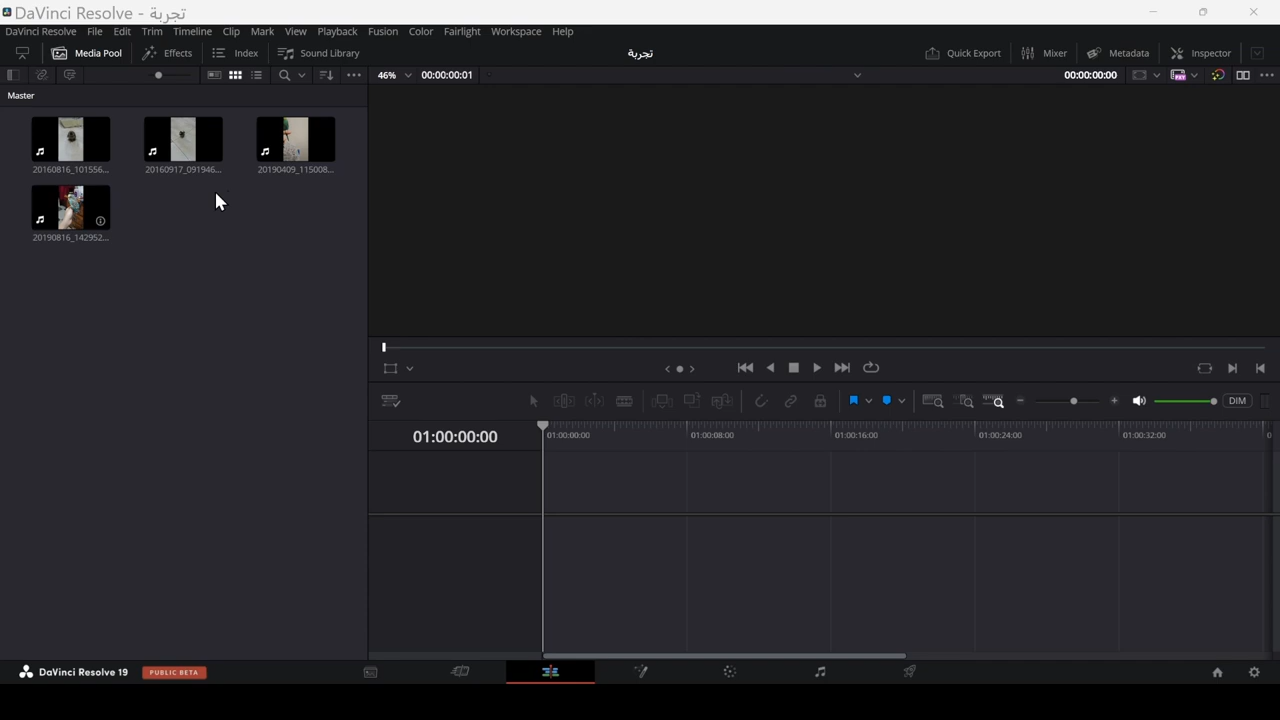 DaVinci Resolve - تجربة
DaVinci Resolve File Edit Trim Timeline Clip Mark View Playback Fusion Color Fairlight Workspace Help
Media Pool Effects Index Sound Library تجربة Quick Export Mixer Metadata Inspector
46% 00:00:00:01 00:00:00:00
Master
20160816_101556... 20160917_091946... 20190409_115008...
20190816_142952...
DIM
01:00:00:00 01:00:00:00 01:00:08:00 01:00:16:00 01:00:24:00 01:00:32:00 0
DaVinci Resolve 19 PUBLIC BETA